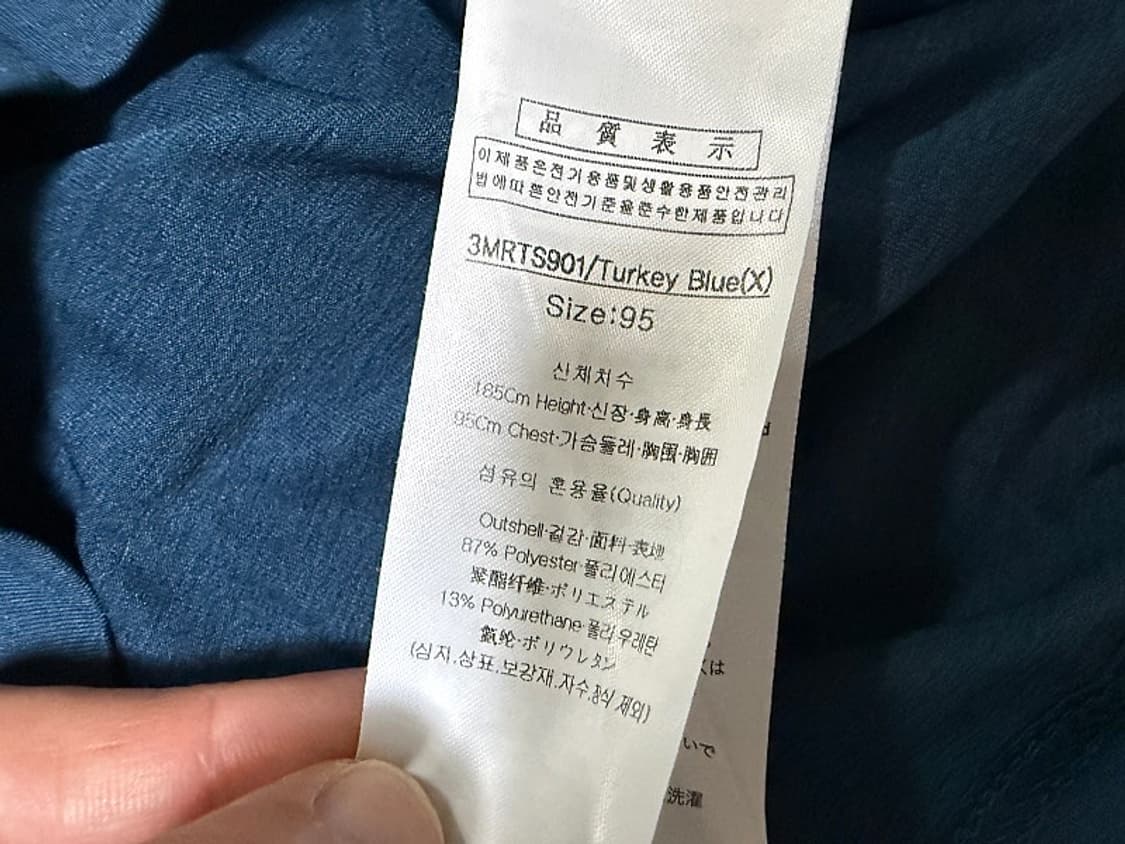 品質表示
이제품은전기용품및생활용품안전관리
법에따른안전기준을준수한제품입니다
3MRTS901/Turkey Blue(X)
Size:95
신체치수
165Cm Height·신장·身高·身長
95Cm Chest·가슴둘레·胸围·胸囲
섬유의 혼용율(Quality)
Outshell·겉감·面料·表地
87% Polyester·폴리에스터
聚酯纤维·ポリエステル
13% Polyurethane·폴리우레탄
氨纶·ポリウレタン
(심지.상표.보강재.자수.장식 제외)
は
いで
洗濯